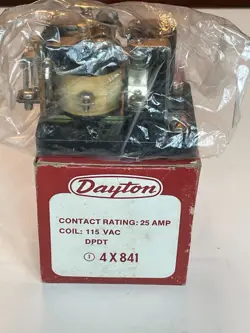 Dayton
CONTACT RATING: 25 AMP
COIL: 115 VAC
DPDT
4X841